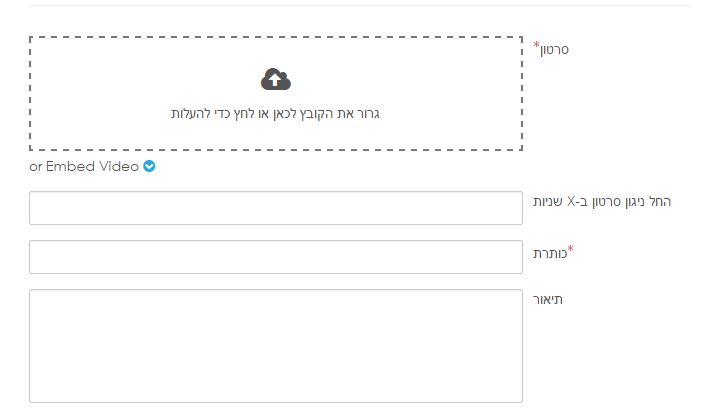 סרטון*
גרור את הקובץ לכאן או לחץ כדי להעלות
or Embed Video
החל ניגון סרטון ב-X שניות
כותרת*
תיאור